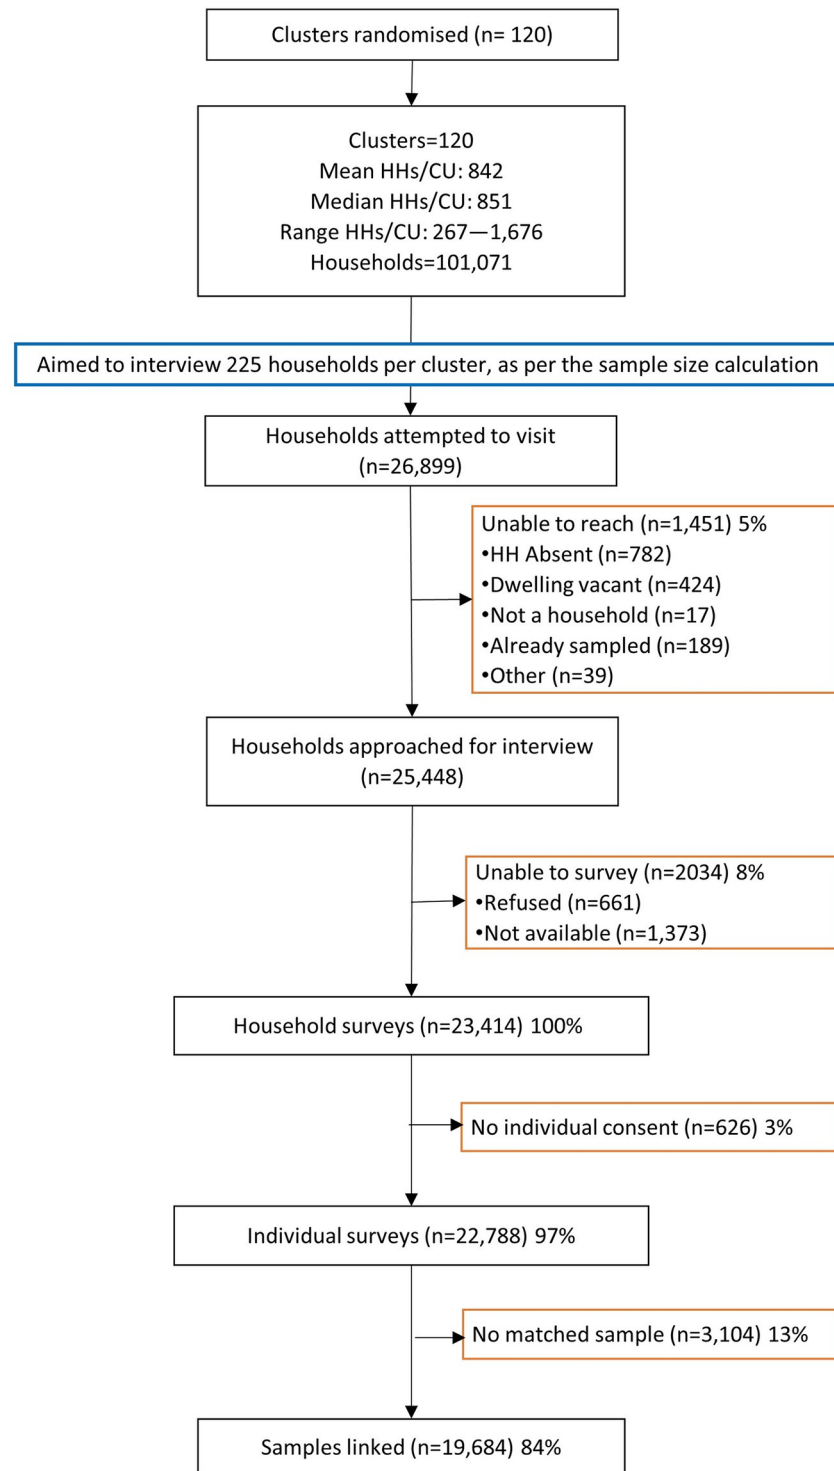 Clusters randomised (n= 120)
Clusters=120
Mean HHs/CU: 842
Median HHs/CU: 851
Range HHs/CU: 267—1,676
Households=101,071
Aimed to interview 225 households per cluster, as per the sample size calculation
Households attempted to visit
(n=26,899)
Unable to reach (n=1,451) 5%
•HH Absent (n=782)
•Dwelling vacant (n=424)
•Not a household (n=17)
•Already sampled (n=189)
•Other (n=39)
Households approached for interview
(n=25,448)
Unable to survey (n=2034) 8%
•Refused (n=661)
•Not available (n=1,373)
Household surveys (n=23,414) 100%
No individual consent (n=626) 3%
Individual surveys (n=22,788) 97%
No matched sample (n=3,104) 13%
Samples linked (n=19,684) 84%